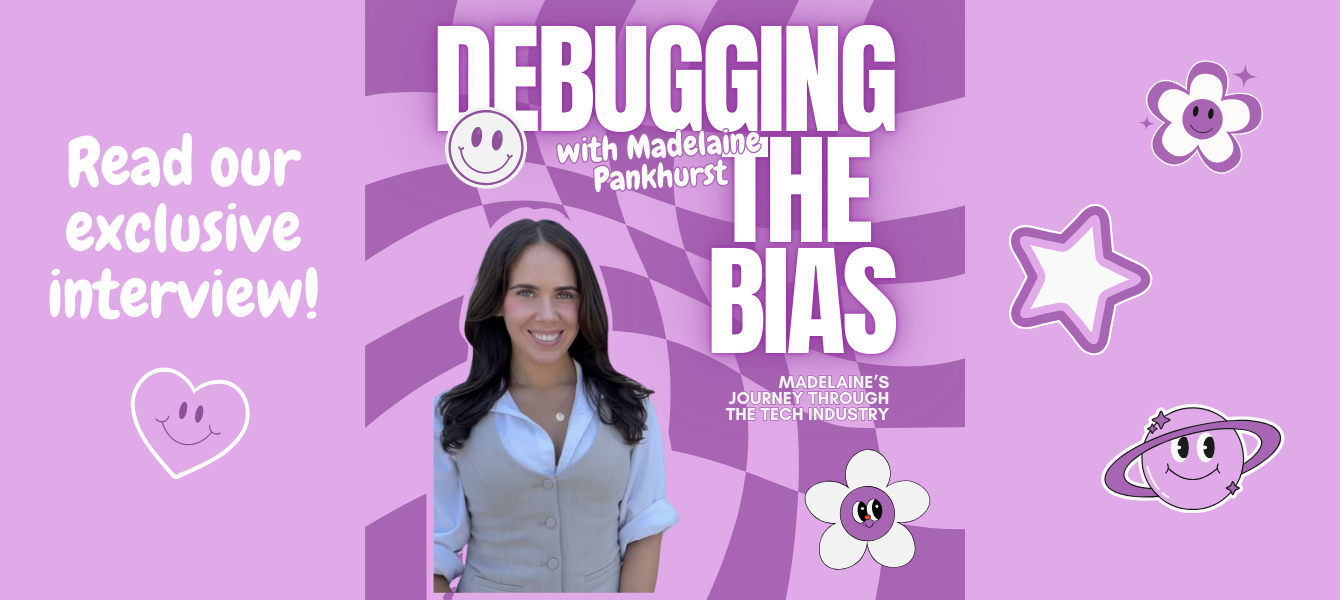 Read our
exclusive
interview!
DEBUGGING
with Madelaine
Pankhurst
THE
BIAS
MADELAINE'S
JOURNEY THROUGH
THE TECH INDUSTRY